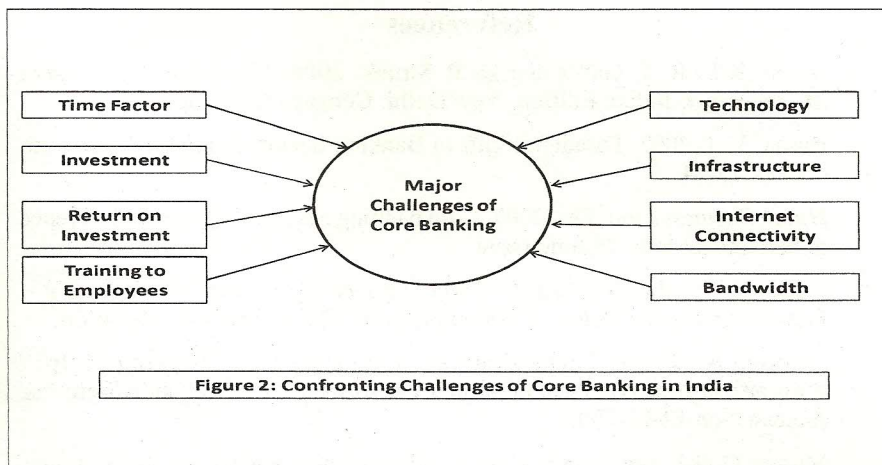 Time Factor
Investment
Return on
Investment
Training to
Employees
Major
Challenges of
Core Banking
Technology
Infrastructure
Internet
Connectivity
Bandwidth
Figure 2: Confronting Challenges of Core Banking in India